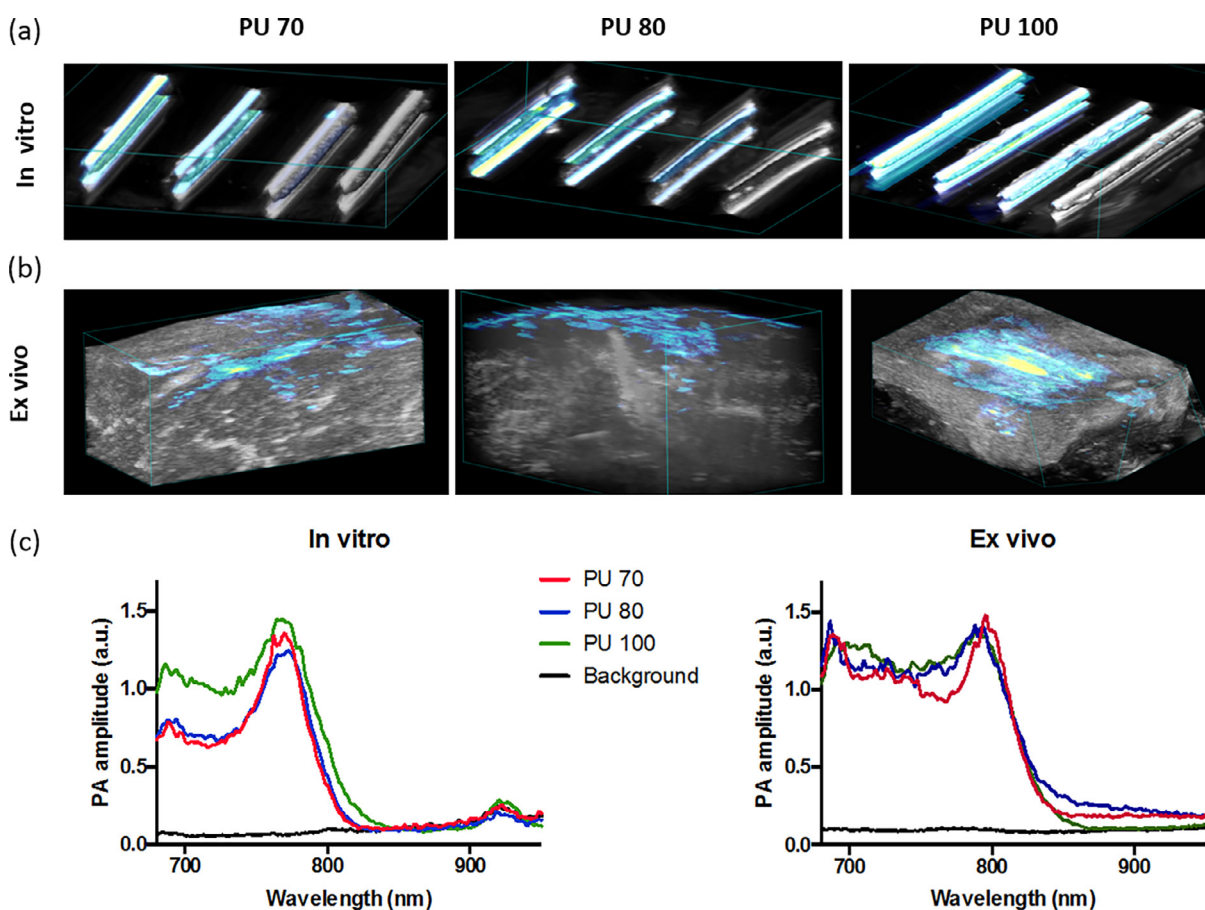 (a)
PU 70
PU 80
PU 100
In vitro
(b)
Ex vivo
(c)
In vitro
Ex vivo
PU 70
PU 80
PU 100
Background
PA amplitude (a.u.)
1.5
1.0
0.5
0.0
700
800
900
Wavelength (nm)
PA amplitude (a.u.)
1.5
1.0
0.5
0.0
700
800
900
Wavelength (nm)